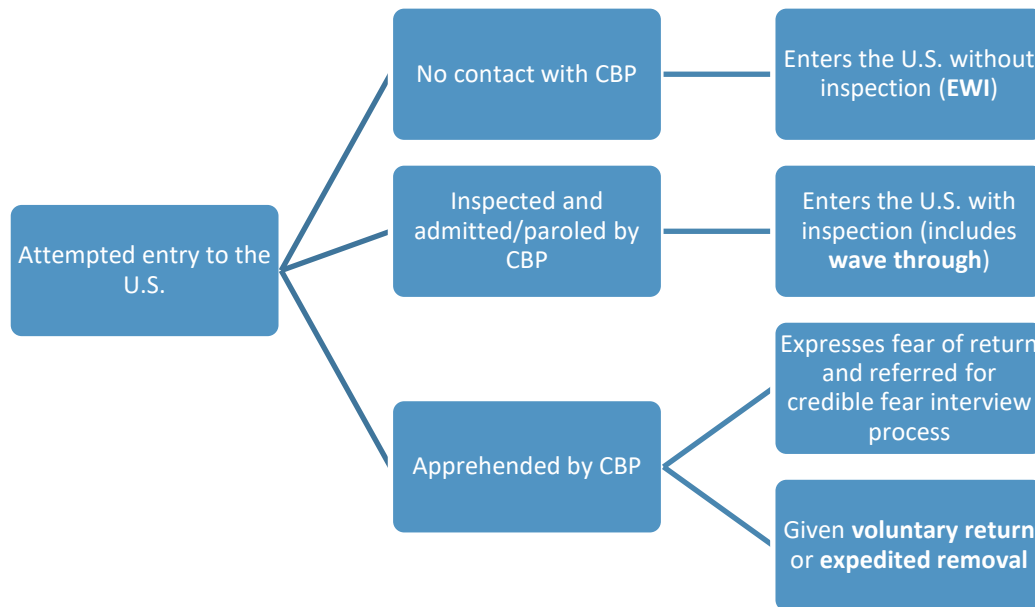 Attempted entry to the
U.S.
No contact with CBP
Enters the U.S. without
inspection (EWI)
Inspected and
admitted/paroled by
CBP
Enters the U.S. with
inspection (includes
wave through)
Apprehended by CBP
Expresses fear of return
and referred for
credible fear interview
process
Given voluntary return
or expedited removal